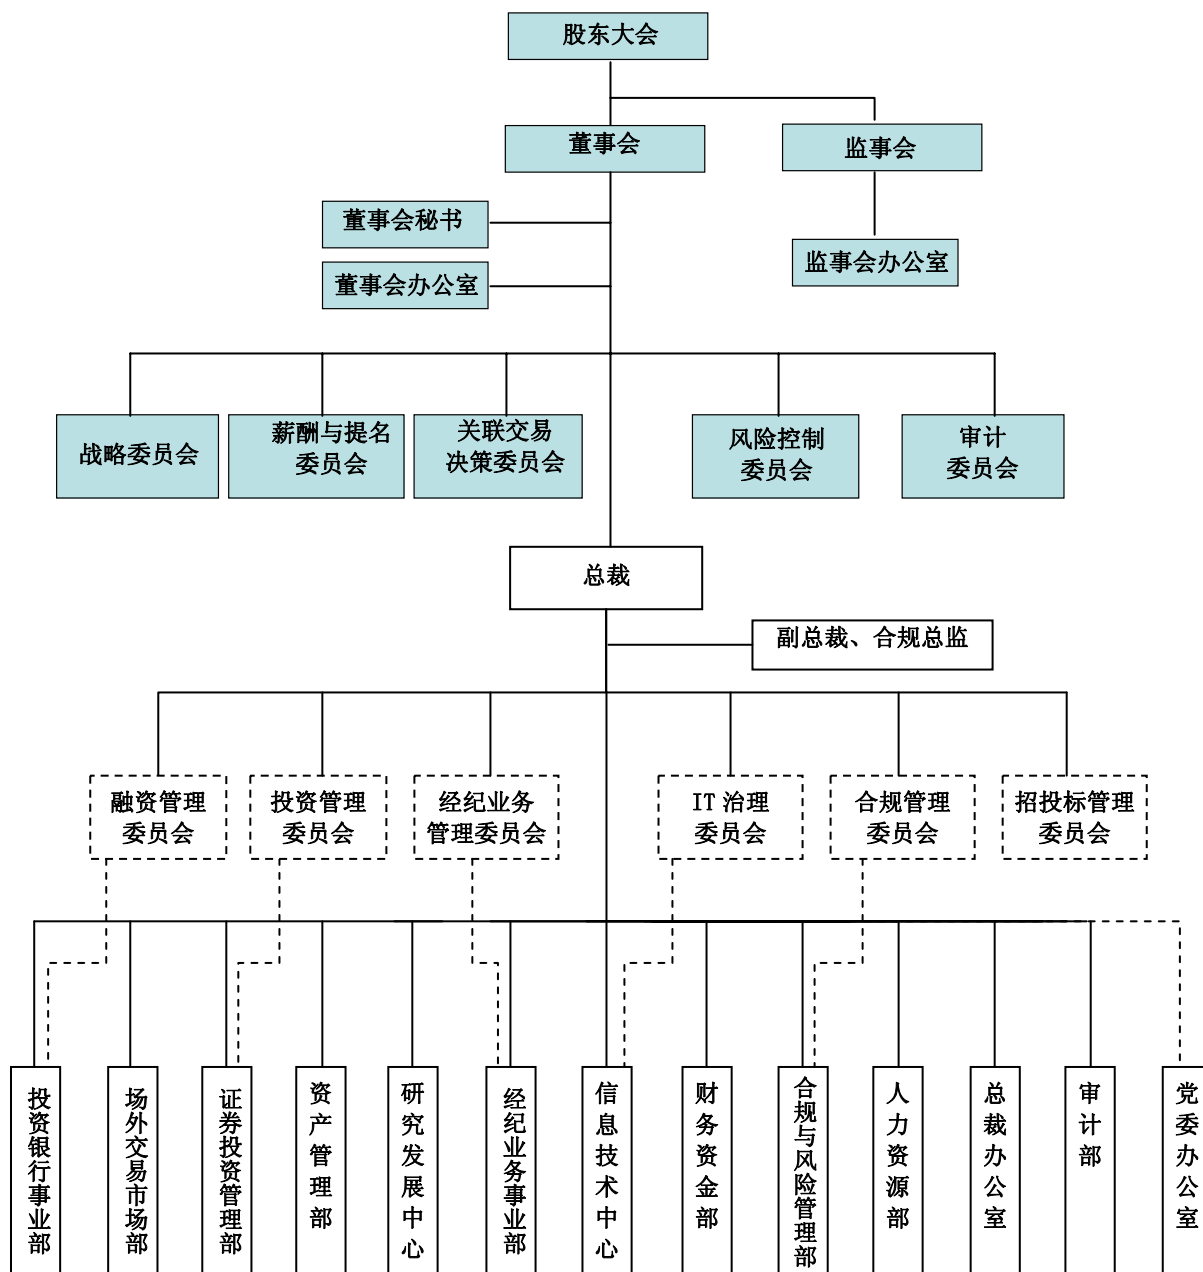 股东大会
董事会
监事会
董事会秘书
董事会办公室
监事会办公室
战略委员会
薪酬与提名
委员会
关联交易
决策委员会
风险控制
委员会
审计
委员会
总裁
副总裁、合规总监
融资管理
委员会
投资管理
委员会
经纪业务
管理委员会
IT 治理
委员会
合规管理
委员会
招投标管理
委员会
投资银行事业部
场外交易市场部
证券投资管理部
资产管理部
研究发展中心
经纪业务事业部
信息技术中心
财务资金部
合规与风险管理部
人力资源部
总裁办公室
审计部
党委办公室